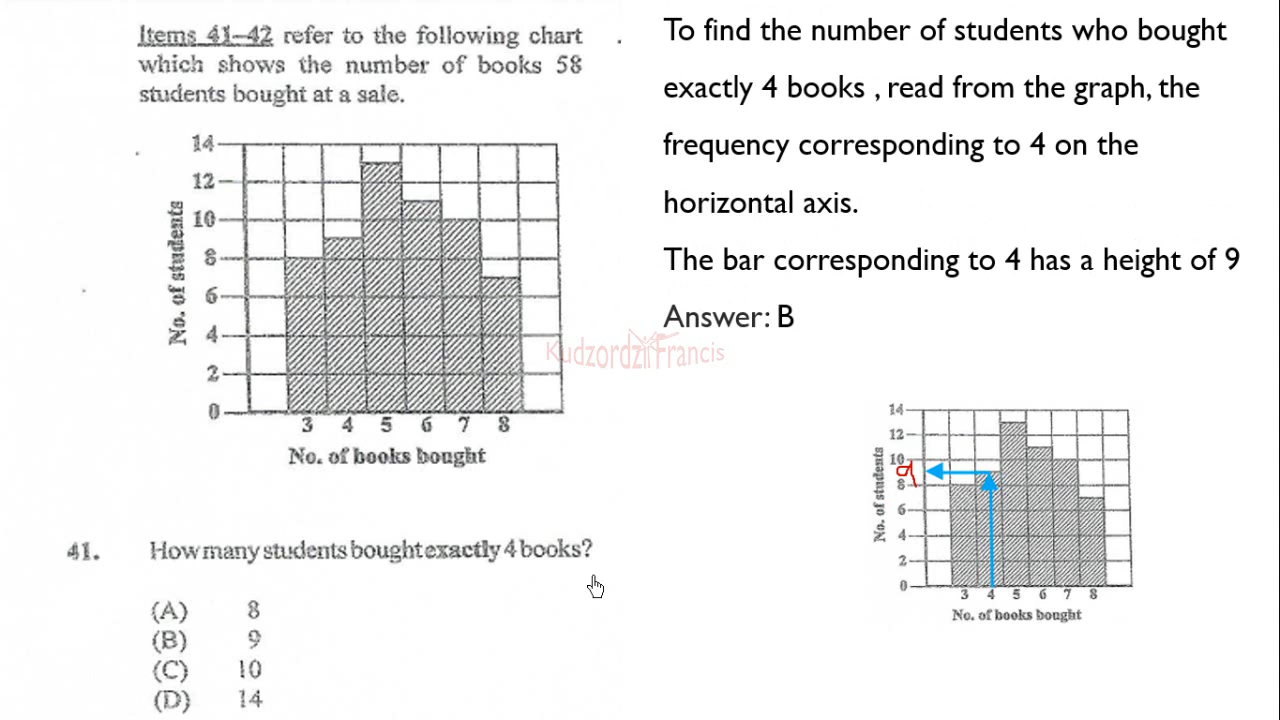 Items 41–42 refer to the following chart
which shows the number of books 58
students bought at a sale.
14
12
10
8
6
4
2
0
No. of students
3 4 5 6 7 8
No. of books bought
41. How many students bought exactly 4 books?
(A) 8
(B) 9
(C) 10
(D) 14
To find the number of students who bought
exactly 4 books , read from the graph, the
frequency corresponding to 4 on the
horizontal axis.
The bar corresponding to 4 has a height of 9
Answer: B
Kudzordzi Francis
14
12
10
9
8
6
4
2
0
No. of students
3 4 5 6 7 8
No. of books bought